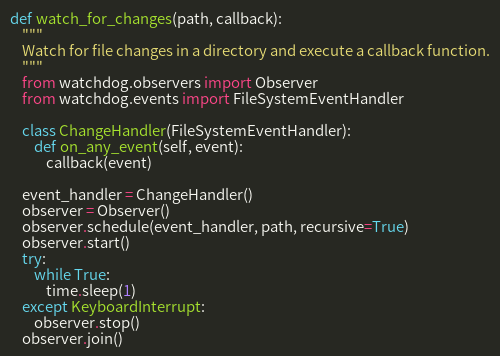 def watch_for_changes(path, callback):
    """
    Watch for file changes in a directory and execute a callback function.
    """
    from watchdog.observers import Observer
    from watchdog.events import FileSystemEventHandler

    class ChangeHandler(FileSystemEventHandler):
        def on_any_event(self, event):
            callback(event)

    event_handler = ChangeHandler()
    observer = Observer()
    observer.schedule(event_handler, path, recursive=True)
    observer.start()
    try:
        while True:
            time.sleep(1)
    except KeyboardInterrupt:
        observer.stop()
    observer.join()